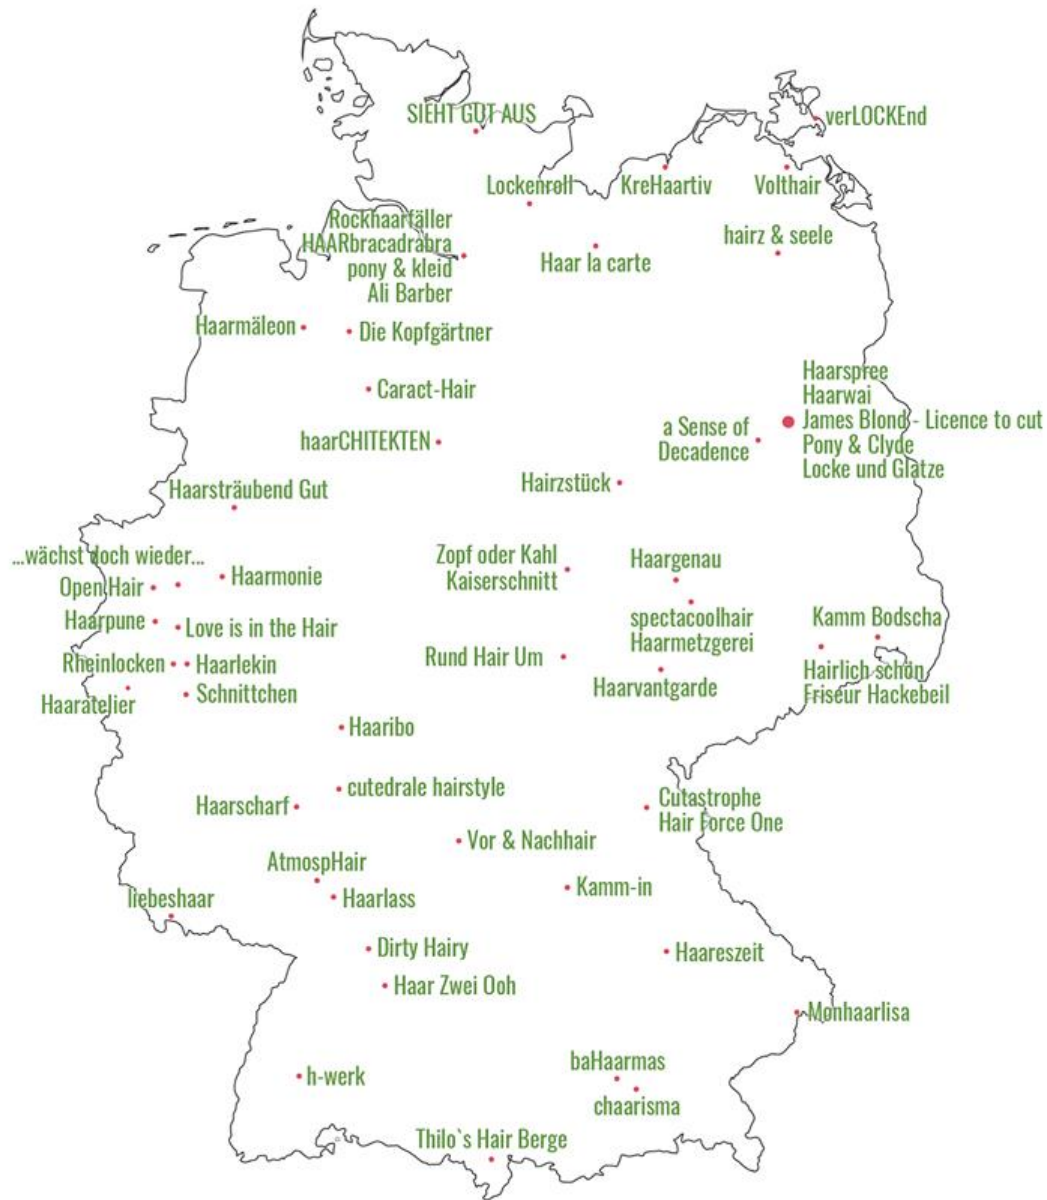 SIEHT GUT AUS
verLOCKEnd
Lockenroll
KreHaartiv
Volthair
Rockhaarfäller
HAARbracadrabra
pony & kleid
Ali Barber
hairz & seele
Haar la carte
Haarmäleon
Die Kopfgärtner
Caract-Hair
Haarspree
Haarwai
James Blond - Licence to cut
Pony & Clyde
Locke und Glatze
a Sense of
Decadence
haarCHITEKTEN
Hairzstück
Haarsträubend Gut
...wächst doch wieder...
Open Hair
Haarmonie
Zopf oder Kahl
Kaiserschnitt
Haargenau
spectacoolhair
Haarmetzgerei
Kamm Bodscha
Haarpune
Love is in the Hair
Rheinlocken
Haarlekin
Rund Hair Um
Haarvantgarde
Hairlich schön
Friseur Hackebeil
Haaratelier
Schnittchen
Haaribo
cutedrale hairstyle
Haarscharf
Cutastrophe
Hair Force One
Vor & Nachhair
AtmospHair
Haarlass
Kamm-in
liebeshaar
Dirty Hairy
Haareszeit
Haar Zwei Ooh
Monhaarlisa
h-werk
baHaarmas
chaarisma
Thilo`s Hair Berge